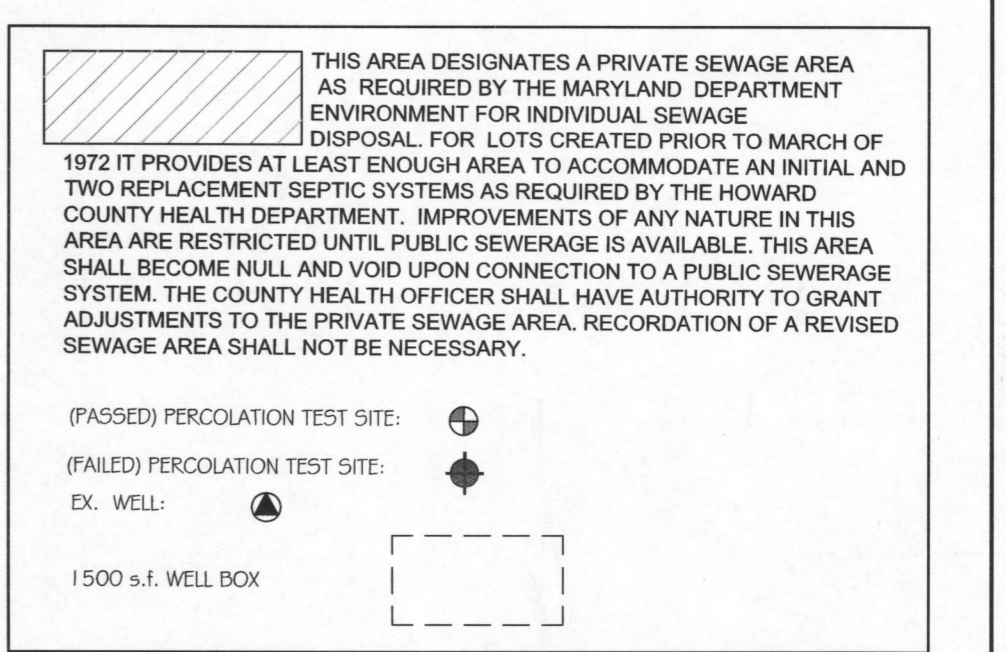 THIS AREA DESIGNATES A PRIVATE SEWAGE AREA
AS REQUIRED BY THE MARYLAND DEPARTMENT
ENVIRONMENT FOR INDIVIDUAL SEWAGE
DISPOSAL. FOR LOTS CREATED PRIOR TO MARCH OF
1972 IT PROVIDES AT LEAST ENOUGH AREA TO ACCOMMODATE AN INITIAL AND
TWO REPLACEMENT SEPTIC SYSTEMS AS REQUIRED BY THE HOWARD
COUNTY HEALTH DEPARTMENT. IMPROVEMENTS OF ANY NATURE IN THIS
AREA ARE RESTRICTED UNTIL PUBLIC SEWERAGE IS AVAILABLE. THIS AREA
SHALL BECOME NULL AND VOID UPON CONNECTION TO A PUBLIC SEWERAGE
SYSTEM. THE COUNTY HEALTH OFFICER SHALL HAVE AUTHORITY TO GRANT
ADJUSTMENTS TO THE PRIVATE SEWAGE AREA. RECORDATION OF A REVISED
SEWAGE AREA SHALL NOT BE NECESSARY.
(PASSED) PERCOLATION TEST SITE:
(FAILED) PERCOLATION TEST SITE:
EX. WELL:
1500 s.f. WELL BOX